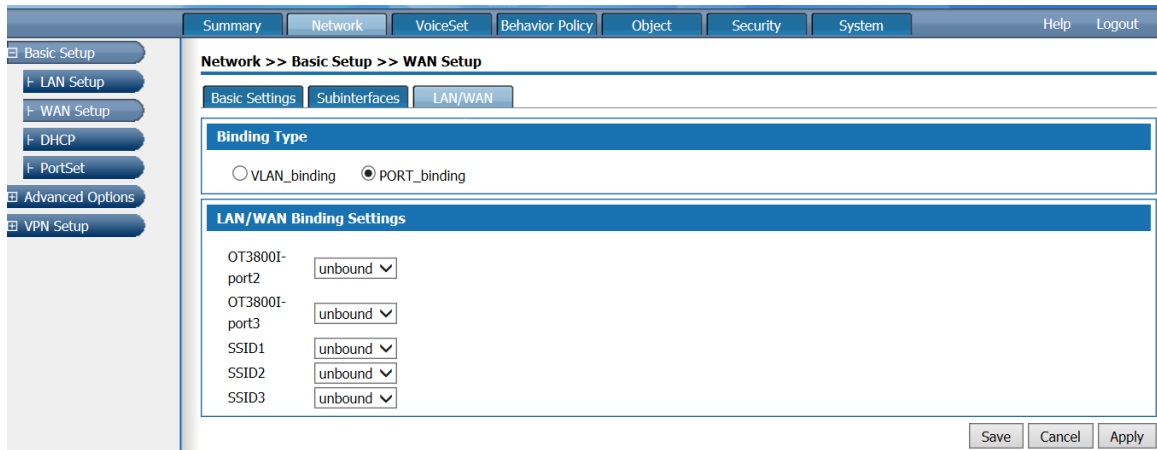 Summary Network VoiceSet Behavior Policy Object Security System Help Logout
Basic Setup
LAN Setup
WAN Setup
DHCP
PortSet
Advanced Options
VPN Setup
Network >> Basic Setup >> WAN Setup
Basic Settings Subinterfaces LAN/WAN
Binding Type
VLAN_binding PORT_binding
LAN/WAN Binding Settings
OT3800I-
port2 unbound
OT3800I-
port3 unbound
SSID1 unbound
SSID2 unbound
SSID3 unbound
Save Cancel Apply